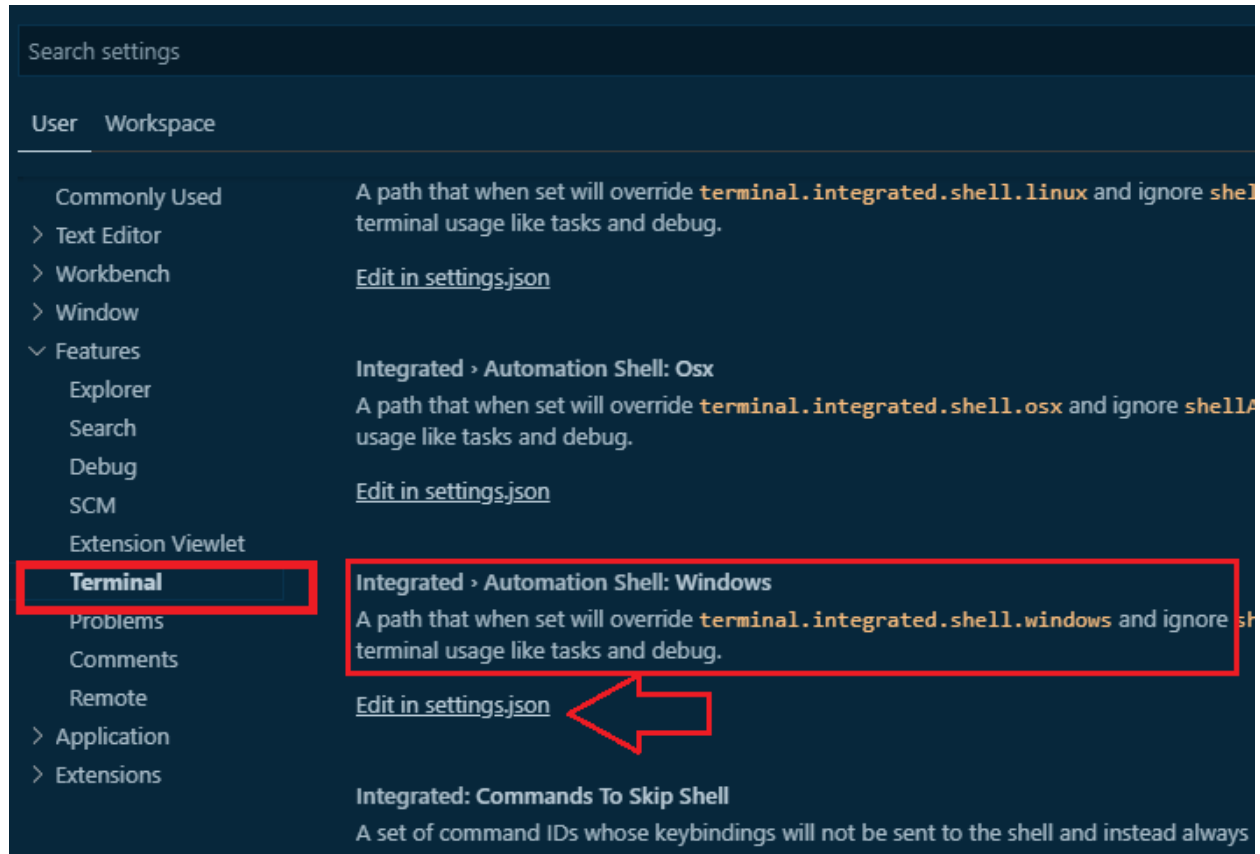 Search settings
User Workspace
Commonly Used
Text Editor
Workbench
Window
Features
Explorer
Search
Debug
SCM
Extension Viewlet
Terminal
Problems
Comments
Remote
Application
Extensions
A path that when set will override terminal.integrated.shell.linux and ignore
terminal usage like tasks and debug.
Edit in settings.json
Integrated › Automation Shell: Osx
A path that when set will override terminal.integrated.shell.osx and ignore
usage like tasks and debug.
Edit in settings.json
Integrated › Automation Shell: Windows
A path that when set will override terminal.integrated.shell.windows and ignore
terminal usage like tasks and debug.
Edit in settings.json
Integrated: Commands To Skip Shell
A set of command IDs whose keybindings will not be sent to the shell and instead always